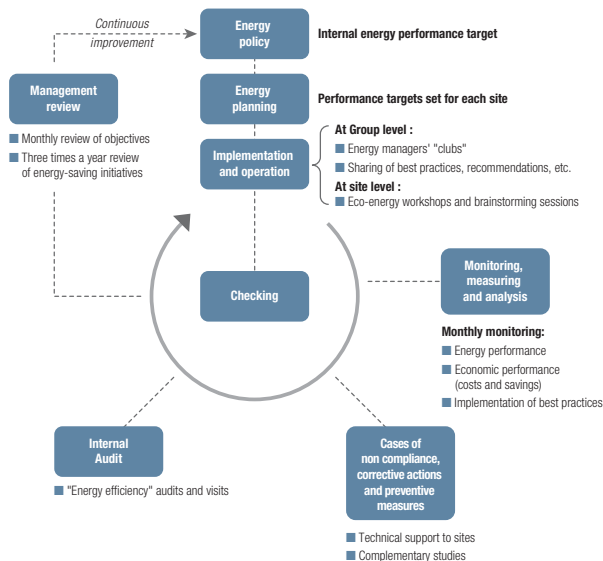 Continuous
improvement
Energy
policy
Internal energy performance target
Management
review
Energy
planning
Performance targets set for each site
Monthly review of objectives
Three times a year review
of energy-saving initiatives
Implementation
and operation
At Group level :
Energy managers' "clubs"
Sharing of best practices, recommendations, etc.
At site level :
Eco-energy workshops and brainstorming sessions
Checking
Monitoring,
measuring
and analysis
Monthly monitoring:
Energy performance
Economic performance
(costs and savings)
Implementation of best practices
Internal
Audit
"Energy efficiency" audits and visits
Cases of
non compliance,
corrective actions
and preventive
measures
Technical support to sites
Complementary studies